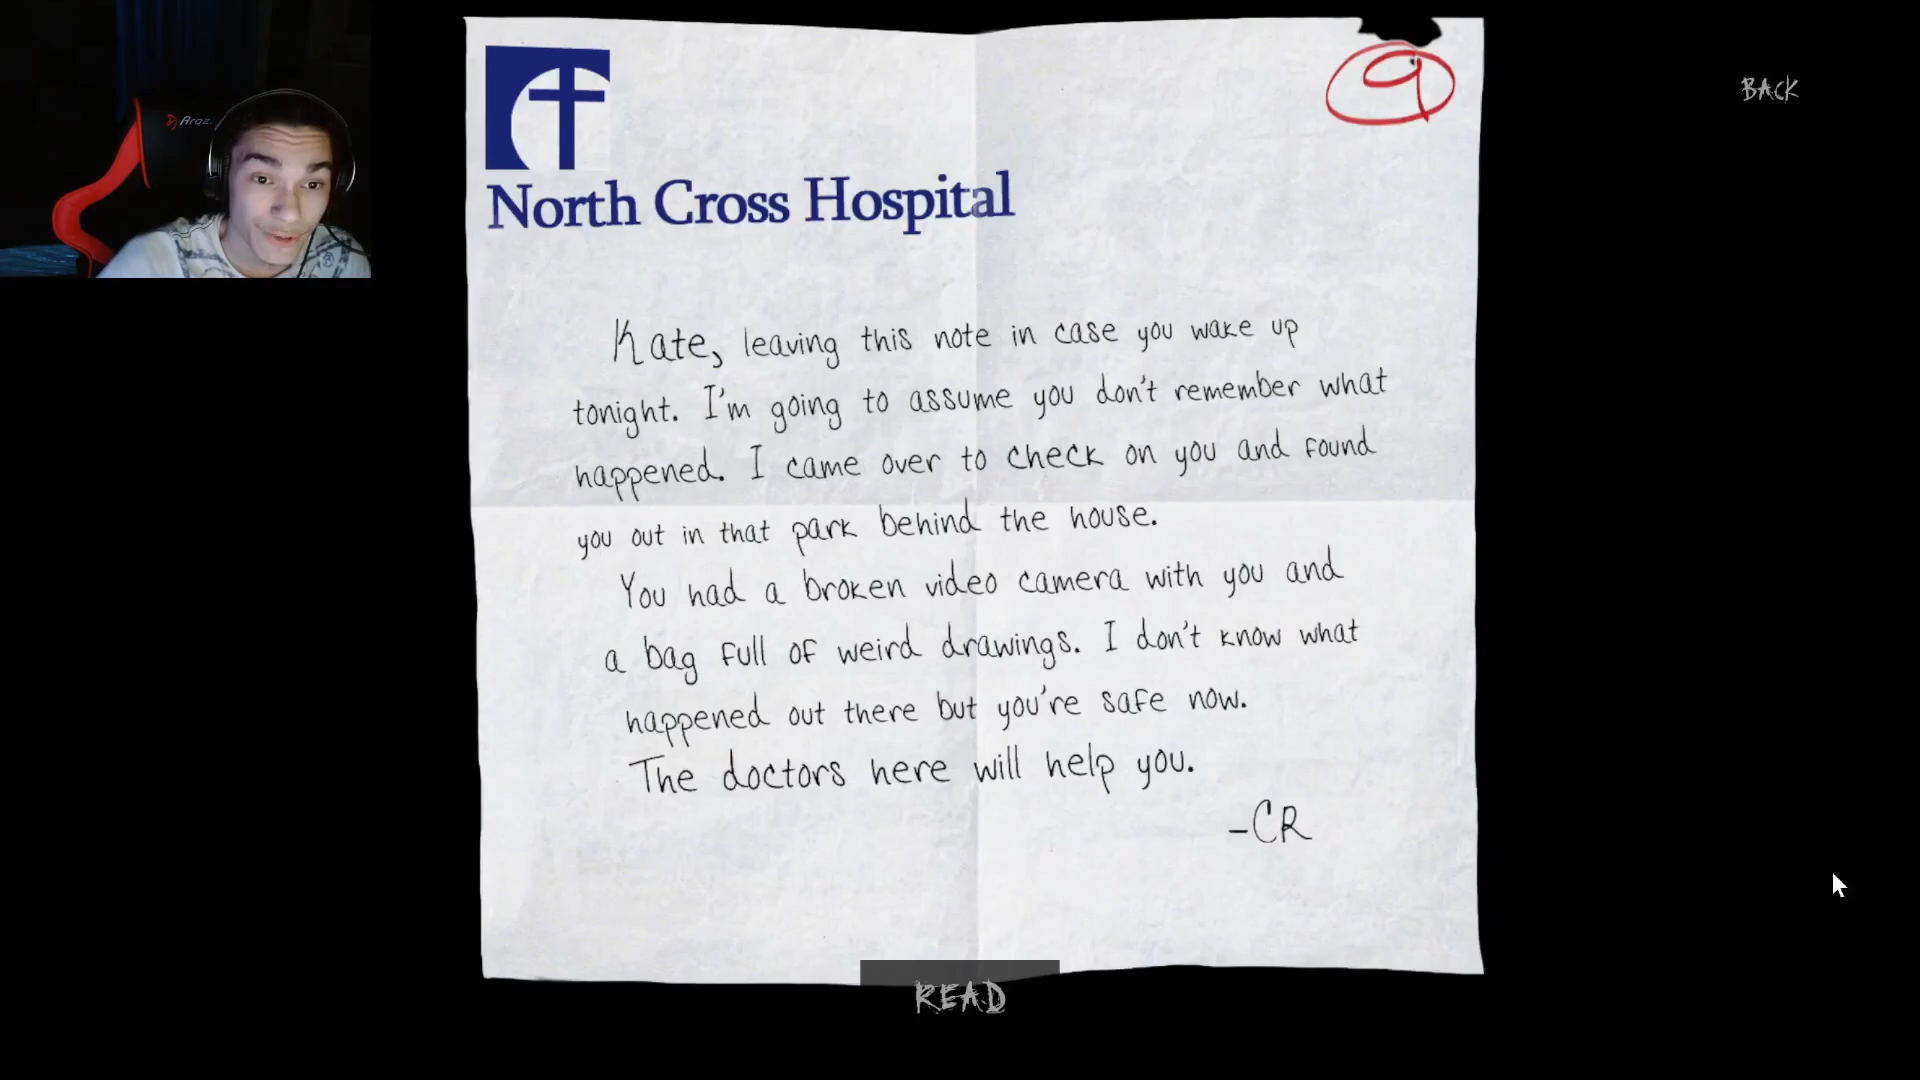 Aroz
9
BACK
North Cross Hospital
Kate, leaving this note in case you wake up
tonight. I'm going to assume you don't remember what
happened. I came over to check on you and found
you out in that park behind the house.
You had a broken video camera with you and
a bag full of weird drawings. I don't know what
happened out there but you're safe now.
The doctors here will help you.
-CR
READ